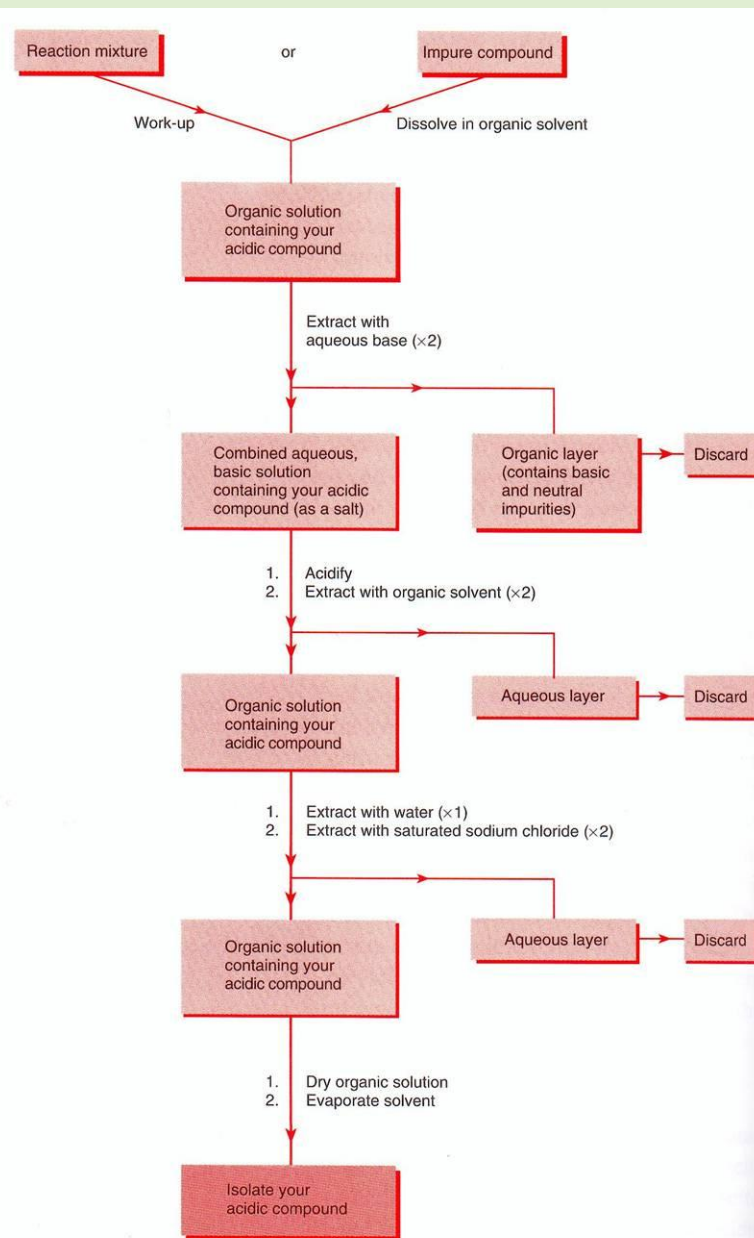 Reaction mixture
or
Impure compound
Work-up
Dissolve in organic solvent
Organic solution
containing your
acidic compound
Extract with
aqueous base (×2)
Combined aqueous,
basic solution
containing your acidic
compound (as a salt)
Organic layer
(contains basic
and neutral
impurities)
Discard
1. Acidify
2. Extract with organic solvent (×2)
Organic solution
containing your
acidic compound
Aqueous layer
Discard
1. Extract with water (×1)
2. Extract with saturated sodium chloride (×2)
Organic solution
containing your
acidic compound
Aqueous layer
Discard
1. Dry organic solution
2. Evaporate solvent
Isolate your
acidic compound